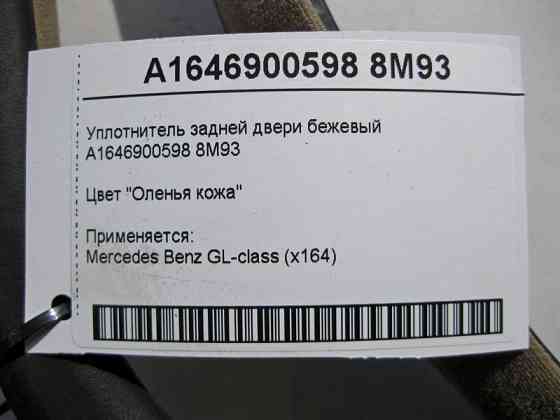 A1646900598 8M93
Уплотнитель задней двери бежевый
A1646900598 8M93
Цвет "Оленья кожа"
Применяется:
Mercedes Benz GL-class (x164)